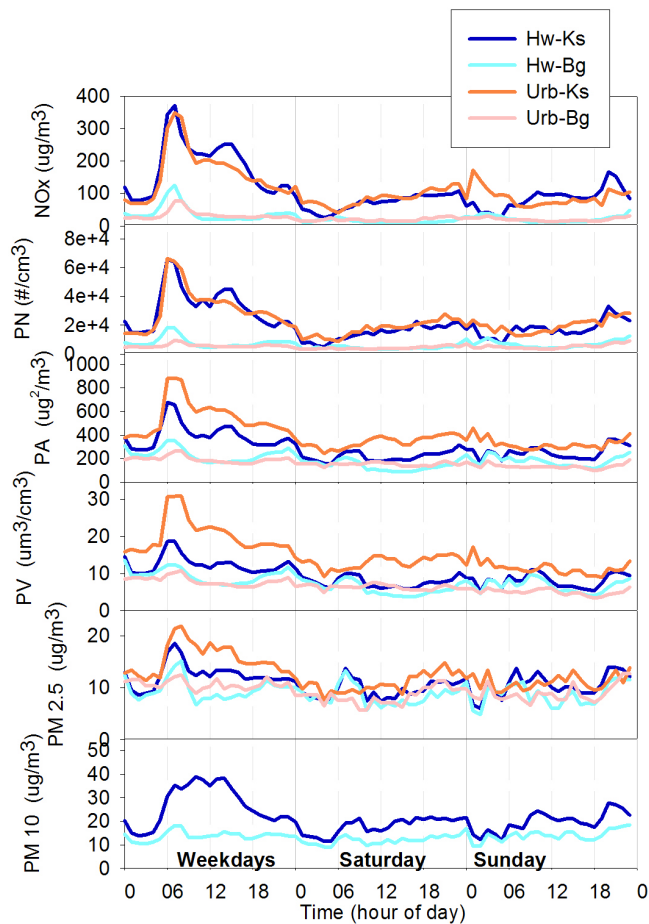 Hw-Ks
Hw-Bg
Urb-Ks
Urb-Bg
400
300
200
100
0
NOx (ug/m3)
8e+4
6e+4
4e+4
2e+4
0
PN (#/cm3)
1000
800
600
400
200
0
PA (ug²/m3)
30
20
10
0
PV (um3/cm3)
20
10
0
PM 2.5 (ug/m3)
50
40
30
20
10
0
PM 10 (ug/m3)
Weekdays Saturday Sunday
0 06 12 18 0 06 12 18 0 06 12 18 0
Time (hour of day)